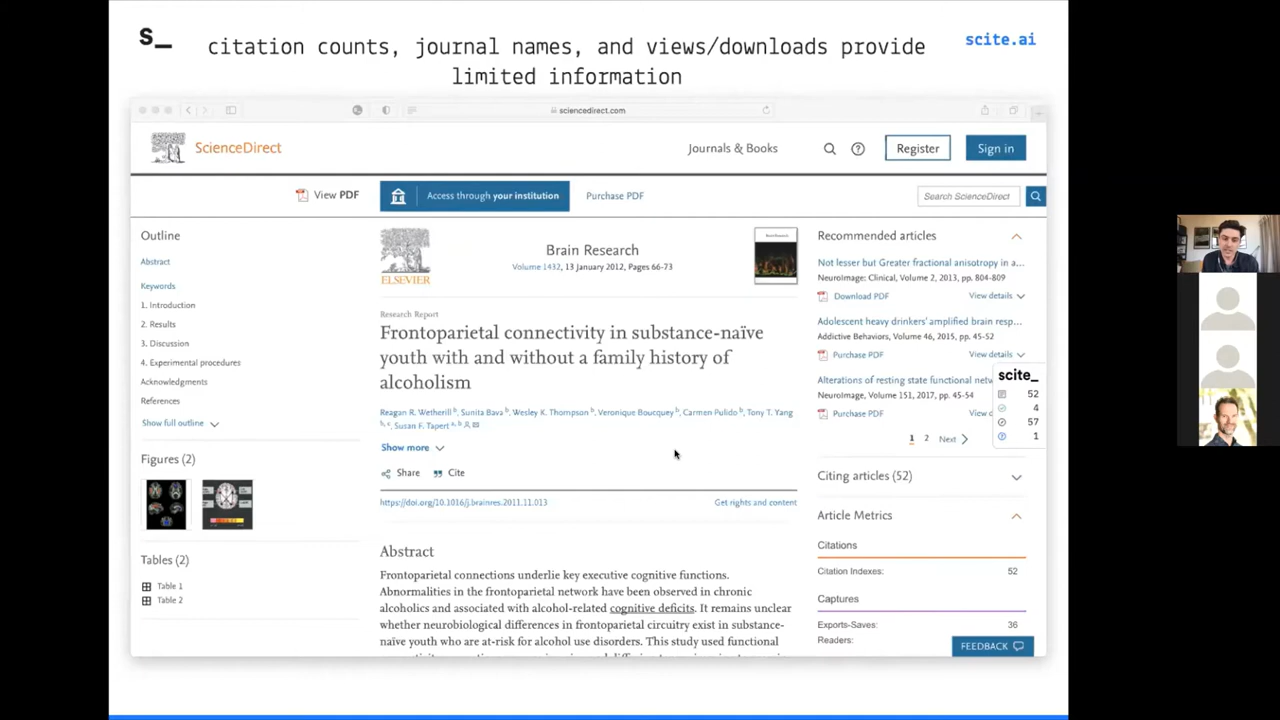 s_
citation counts, journal names, and views/downloads provide
limited information
scite.ai
sciencedirect.com
ScienceDirect
Journals & Books
Register
Sign in
View PDF
Access through your institution
Purchase PDF
Search ScienceDirect
Outline
Abstract
Keywords
1. Introduction
2. Results
3. Discussion
4. Experimental procedures
Acknowledgments
References
Show full outline
Figures (2)
Tables (2)
Table 1
Table 2
ELSEVIER
Brain Research
Volume 1432, 13 January 2012, Pages 66-73
Research Report
Frontoparietal connectivity in substance-naïve
youth with and without a family history of
alcoholism
Reagan R. Wetherill b, Sunita Bava b, Wesley K. Thompson b, Veronique Boucquey b, Carmen Pulido b, Tony T. Yang
b, c, Susan F. Tapert a, b
Show more
Share
Cite
https://doi.org/10.1016/j.brainres.2011.11.013
Get rights and content
Abstract
Frontoparietal connections underlie key executive cognitive functions.
Abnormalities in the frontoparietal network have been observed in chronic
alcoholics and associated with alcohol-related cognitive deficits. It remains unclear
whether neurobiological differences in frontoparietal circuitry exist in substance-
naïve youth who are at-risk for alcohol use disorders. This study used functional
Recommended articles
Not lesser but Greater fractional anisotropy in a...
NeuroImage: Clinical, Volume 2, 2013, pp. 804-809
Download PDF
View details
Adolescent heavy drinkers' amplified brain resp...
Addictive Behaviors, Volume 46, 2015, pp. 45-52
Purchase PDF
View details
Alterations of resting state functional netw
NeuroImage, Volume 151, 2017, pp. 45-54
Purchase PDF
View d
1 2 Next
scite_
52
4
57
1
Citing articles (52)
Article Metrics
Citations
Citation Indexes: 52
Captures
Exports-Saves: 36
Readers:
FEEDBACK